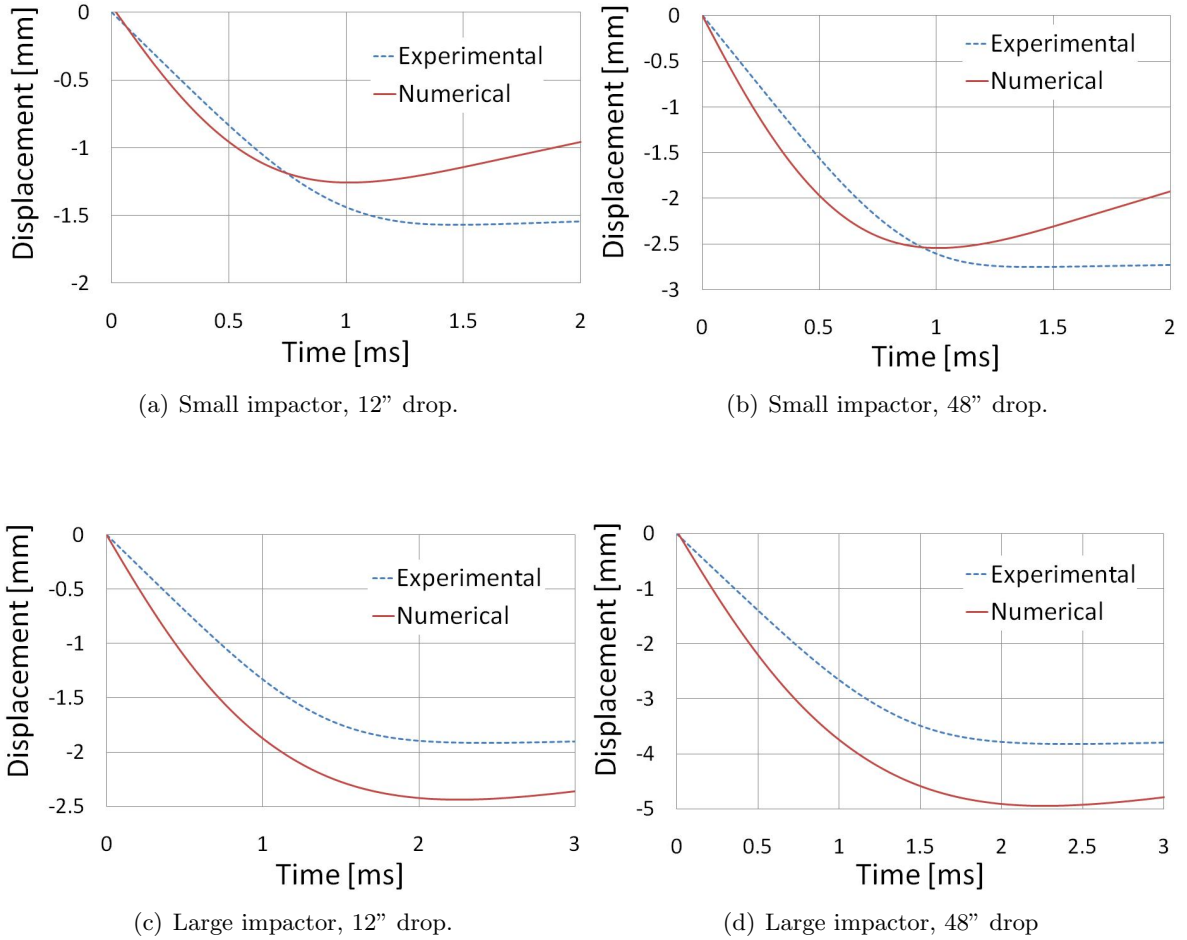 Displacement [mm]
0
-0.5
-1
-1.5
-2
Experimental
Numerical
0
0.5
1
1.5
2
Time [ms]
(a) Small impactor, 12” drop.
Displacement [mm]
0
-0.5
-1
-1.5
-2
-2.5
-3
Experimental
Numerical
0
0.5
1
1.5
2
Time [ms]
(b) Small impactor, 48” drop.
Displacement [mm]
0
-0.5
-1
-1.5
-2
-2.5
Experimental
Numerical
0
1
2
3
Time [ms]
(c) Large impactor, 12” drop.
Displacement [mm]
0
-1
-2
-3
-4
-5
Experimental
Numerical
0
0.5
1
1.5
2
2.5
3
Time [ms]
(d) Large impactor, 48” drop